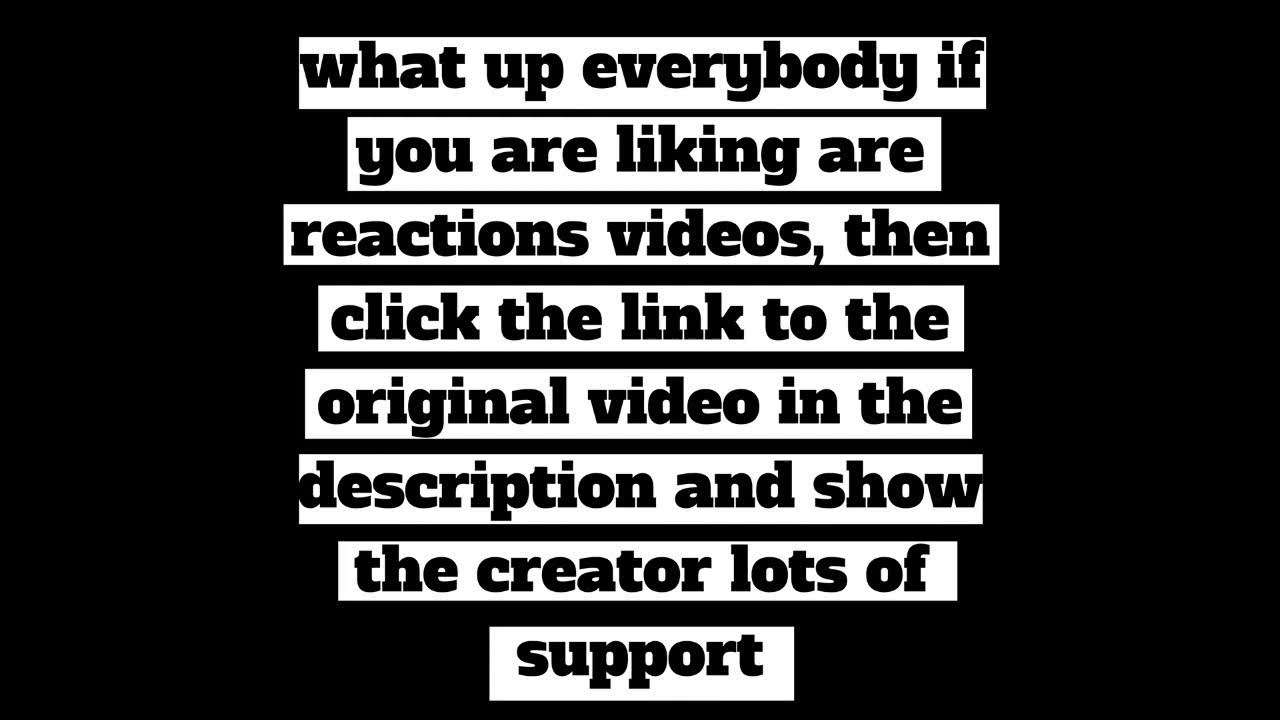 what up everybody if
you are liking are
reactions videos, then
click the link to the
original video in the
description and show
the creator lots of
support